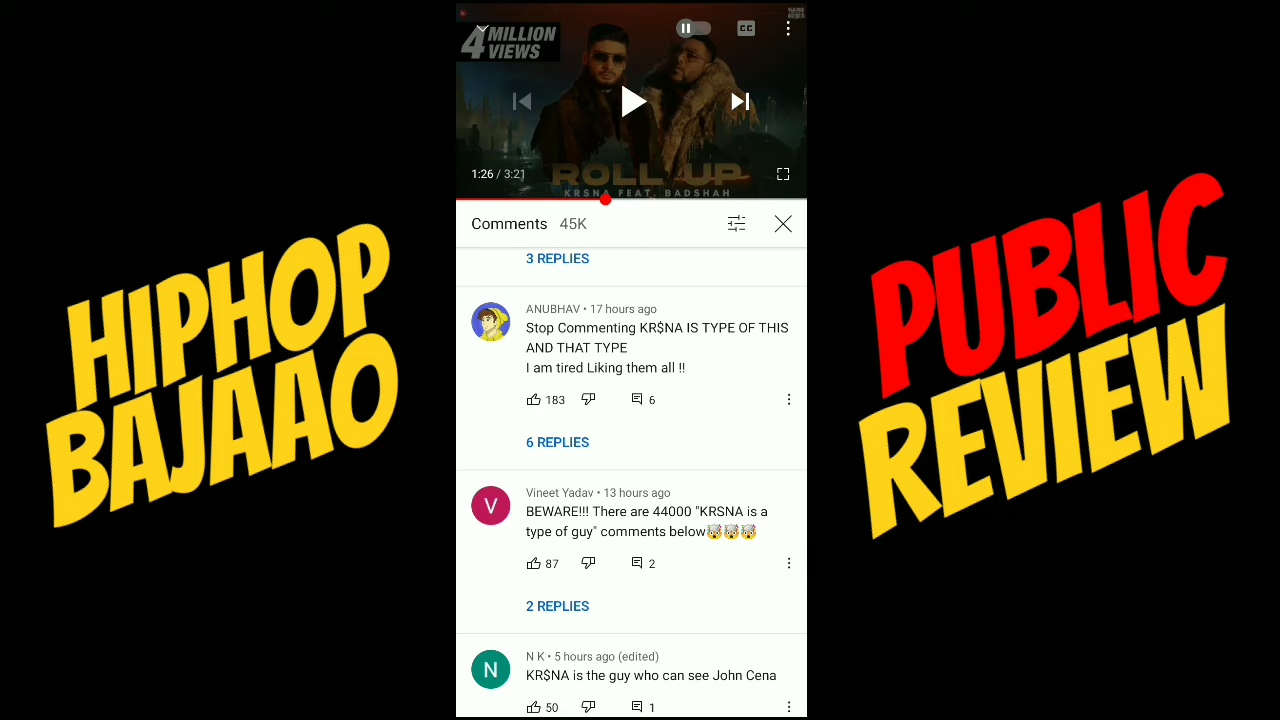 HIPHOP
BAJAAO
4 MILLION
VIEWS
CC
ROLL UP
KRSNA FEAT. BADSHAH
1:26 / 3:21
Comments 45K
3 REPLIES
ANUBHAV • 17 hours ago
Stop Commenting KR$NA IS TYPE OF THIS
AND THAT TYPE
I am tired Liking them all !!
183 6
6 REPLIES
V
Vineet Yadav • 13 hours ago
BEWARE!!! There are 44000 "KRSNA is a
type of guy" comments below🤯🤯🤯
87 2
2 REPLIES
N
N K • 5 hours ago (edited)
KR$NA is the guy who can see John Cena
50 1
PUBLIC
REVIEW